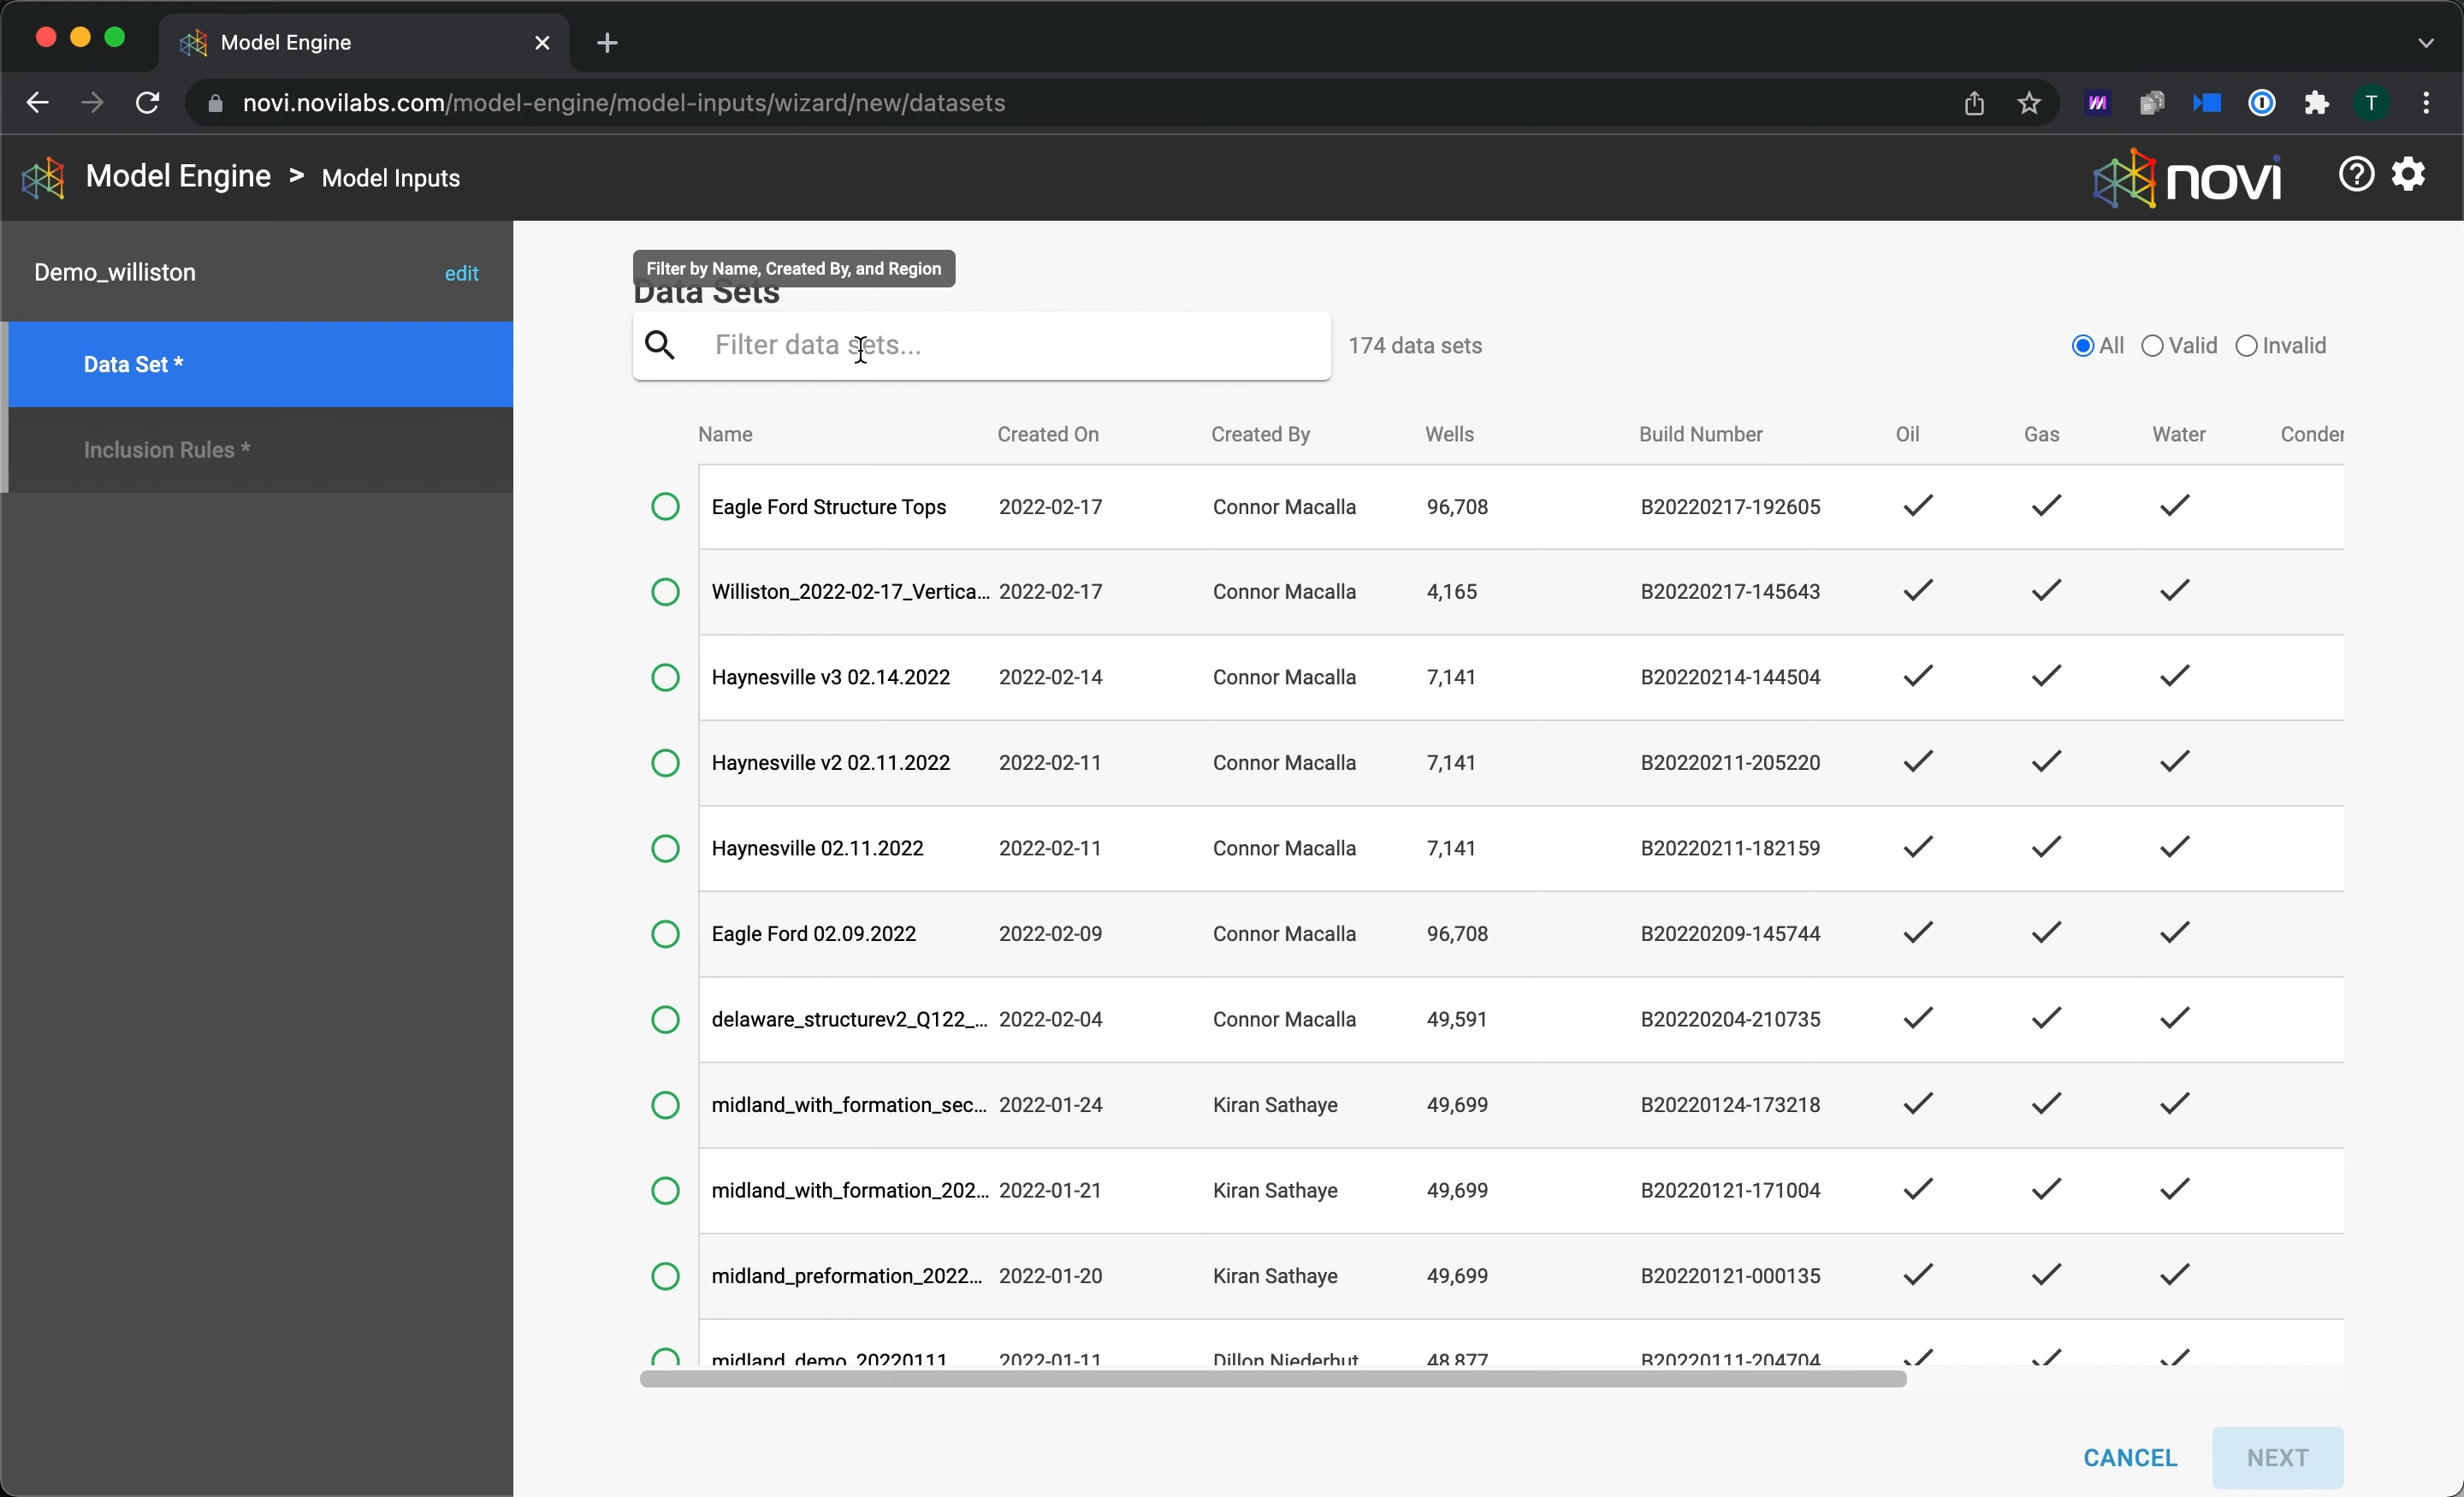 Model Engine
novi.novilabs.com/model-engine/model-inputs/wizard/new/datasets
T
Model Engine > Model Inputs
novi
Demo_williston edit
Data Set *
Inclusion Rules *
Filter by Name, Created By, and Region
Data Sets
Filter data sets...
174 data sets
All Valid Invalid
Name Created On Created By Wells Build Number Oil Gas Water Conder
Eagle Ford Structure Tops 2022-02-17 Connor Macalla 96,708 B20220217-192605
Williston_2022-02-17_Vertica... 2022-02-17 Connor Macalla 4,165 B20220217-145643
Haynesville v3 02.14.2022 2022-02-14 Connor Macalla 7,141 B20220214-144504
Haynesville v2 02.11.2022 2022-02-11 Connor Macalla 7,141 B20220211-205220
Haynesville 02.11.2022 2022-02-11 Connor Macalla 7,141 B20220211-182159
Eagle Ford 02.09.2022 2022-02-09 Connor Macalla 96,708 B20220209-145744
delaware_structurev2_Q122_... 2022-02-04 Connor Macalla 49,591 B20220204-210735
midland_with_formation_sec... 2022-01-24 Kiran Sathaye 49,699 B20220124-173218
midland_with_formation_202... 2022-01-21 Kiran Sathaye 49,699 B20220121-171004
midland_preformation_2022... 2022-01-20 Kiran Sathaye 49,699 B20220121-000135
midland_demo_20220111 2022-01-11 Dillon Niederhut 48,877 B20220111-204704
CANCEL NEXT